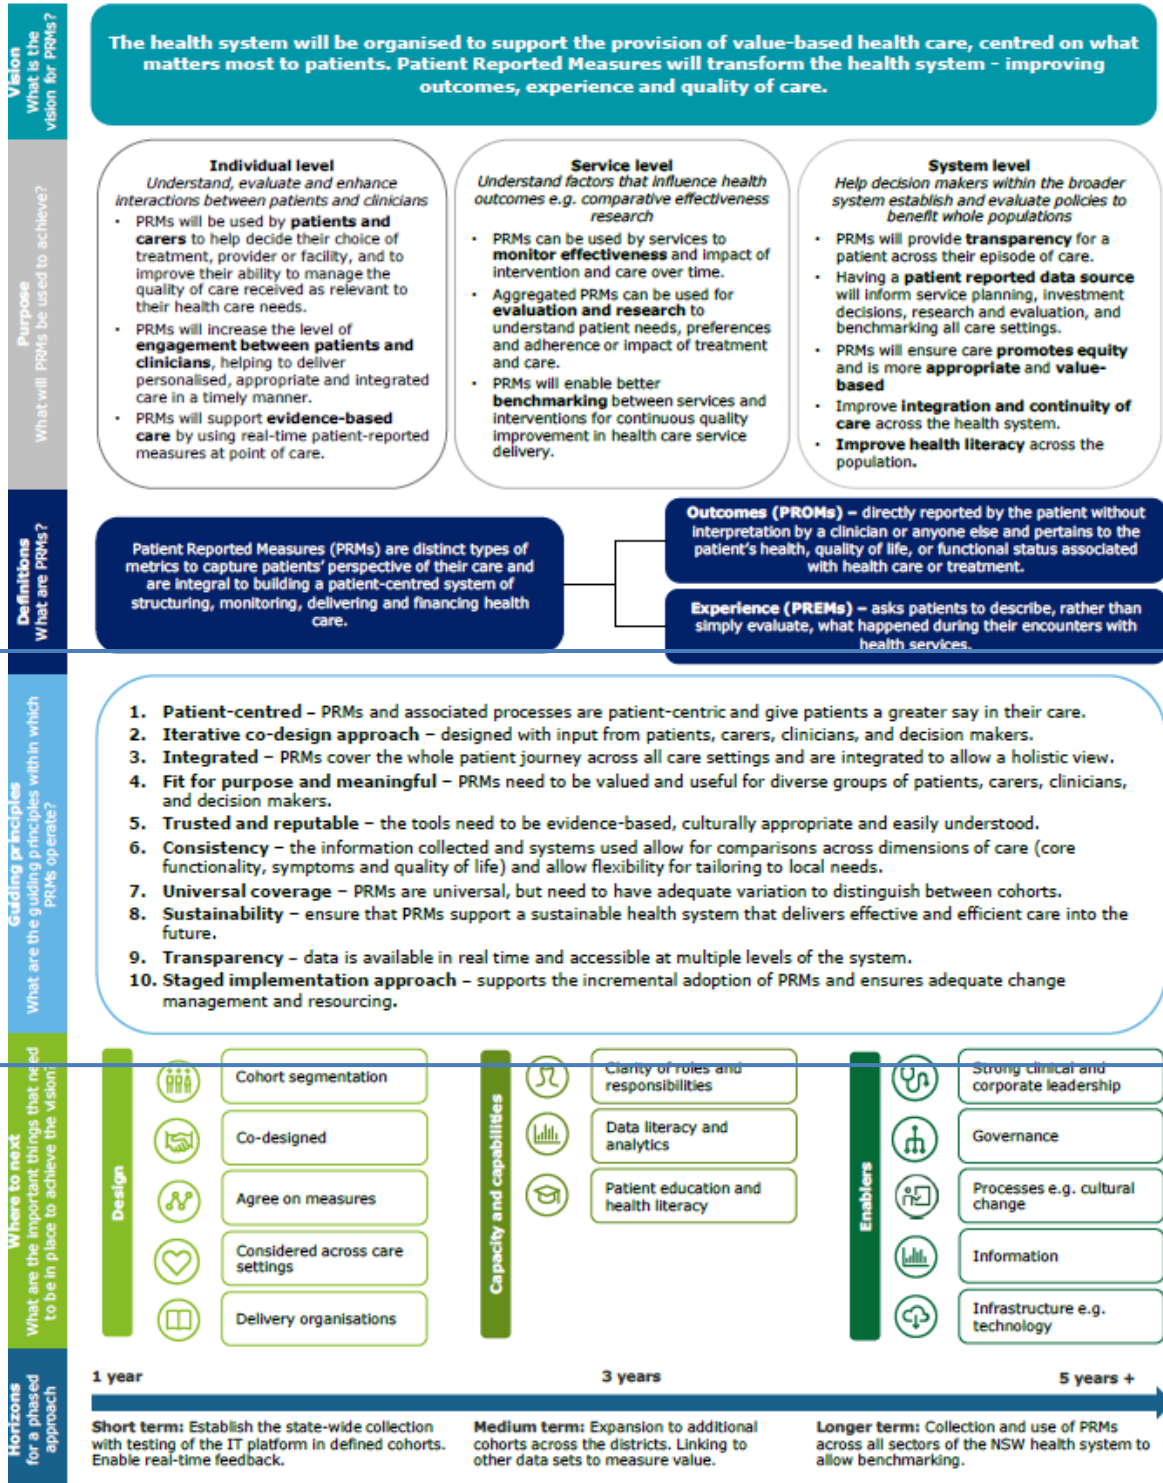 Vision
What is the
vision for PRMs?
The health system will be organised to support the provision of value-based health care, centred on what
matters most to patients. Patient Reported Measures will transform the health system – improving
outcomes, experience and quality of care.
Purpose
What will PRMs be used to achieve?
Individual level
Understand, evaluate and enhance
interactions between patients and clinicians
• PRMs will be used by patients and
carers to help decide their choice of
treatment, provider or facility, and to
improve their ability to manage the
quality of care received as relevant to
their health care needs.
• PRMs will increase the level of
engagement between patients and
clinicians, helping to deliver
personalised, appropriate and integrated
care in a timely manner.
• PRMs will support evidence-based
care by using real-time patient-reported
measures at point of care.
Service level
Understand factors that influence health
outcomes e.g. comparative effectiveness
research
• PRMs can be used by services to
monitor effectiveness and impact of
intervention and care over time.
• Aggregated PRMs can be used for
evaluation and research to
understand patient needs, preferences
and adherence or impact of treatment
and care.
• PRMs will enable better
benchmarking between services and
interventions for continuous quality
improvement in health care service
delivery.
System level
Help decision makers within the broader
system establish and evaluate policies to
benefit whole populations
• PRMs will provide transparency for a
patient across their episode of care.
• Having a patient reported data source
will inform service planning, investment
decisions, research and evaluation, and
benchmarking all care settings.
• PRMs will ensure care promotes equity
and is more appropriate and value-
based
• Improve integration and continuity of
care across the health system.
• Improve health literacy across the
population.
Definitions
What are PRMs?
Patient Reported Measures (PRMs) are distinct types of
metrics to capture patients’ perspective of their care and
are integral to building a patient-centred system of
structuring, monitoring, delivering and financing health
care.
Outcomes (PROMs) – directly reported by the patient without
interpretation by a clinician or anyone else and pertains to the
patient’s health, quality of life, or functional status associated
with health care or treatment.
Experience (PREMs) – asks patients to describe, rather than
simply evaluate, what happened during their encounters with
health services.
Guiding principles
What are the guiding principles within which
PRMs operate?
1. Patient-centred – PRMs and associated processes are patient-centric and give patients a greater say in their care.
2. Iterative co-design approach – designed with input from patients, carers, clinicians, and decision makers.
3. Integrated – PRMs cover the whole patient journey across all care settings and are integrated to allow a holistic view.
4. Fit for purpose and meaningful – PRMs need to be valued and useful for diverse groups of patients, carers, clinicians,
and decision makers.
5. Trusted and reputable – the tools need to be evidence-based, culturally appropriate and easily understood.
6. Consistency – the information collected and systems used allow for comparisons across dimensions of care (core
functionality, symptoms and quality of life) and allow flexibility for tailoring to local needs.
7. Universal coverage – PRMs are universal, but need to have adequate variation to distinguish between cohorts.
8. Sustainability – ensure that PRMs support a sustainable health system that delivers effective and efficient care into the
future.
9. Transparency – data is available in real time and accessible at multiple levels of the system.
10. Staged implementation approach – supports the incremental adoption of PRMs and ensures adequate change
management and resourcing.
Where to next
What are the important things that need
to be in place to achieve the vision?
Design
Cohort segmentation
Co-designed
Agree on measures
Considered across care
settings
Delivery organisations
Capacity and capabilities
Clarity of roles and
responsibilities
Data literacy and
analytics
Patient education and
health literacy
Enablers
Strong clinical and
corporate leadership
Governance
Processes e.g. cultural
change
Information
Infrastructure e.g.
technology
Horizons
for a phased
approach
1 year
3 years
5 years +
Short term: Establish the state-wide collection
with testing of the IT platform in defined cohorts.
Enable real-time feedback.
Medium term: Expansion to additional
cohorts across the districts. Linking to
other data sets to measure value.
Longer term: Collection and use of PRMs
across all sectors of the NSW health system to
allow benchmarking.